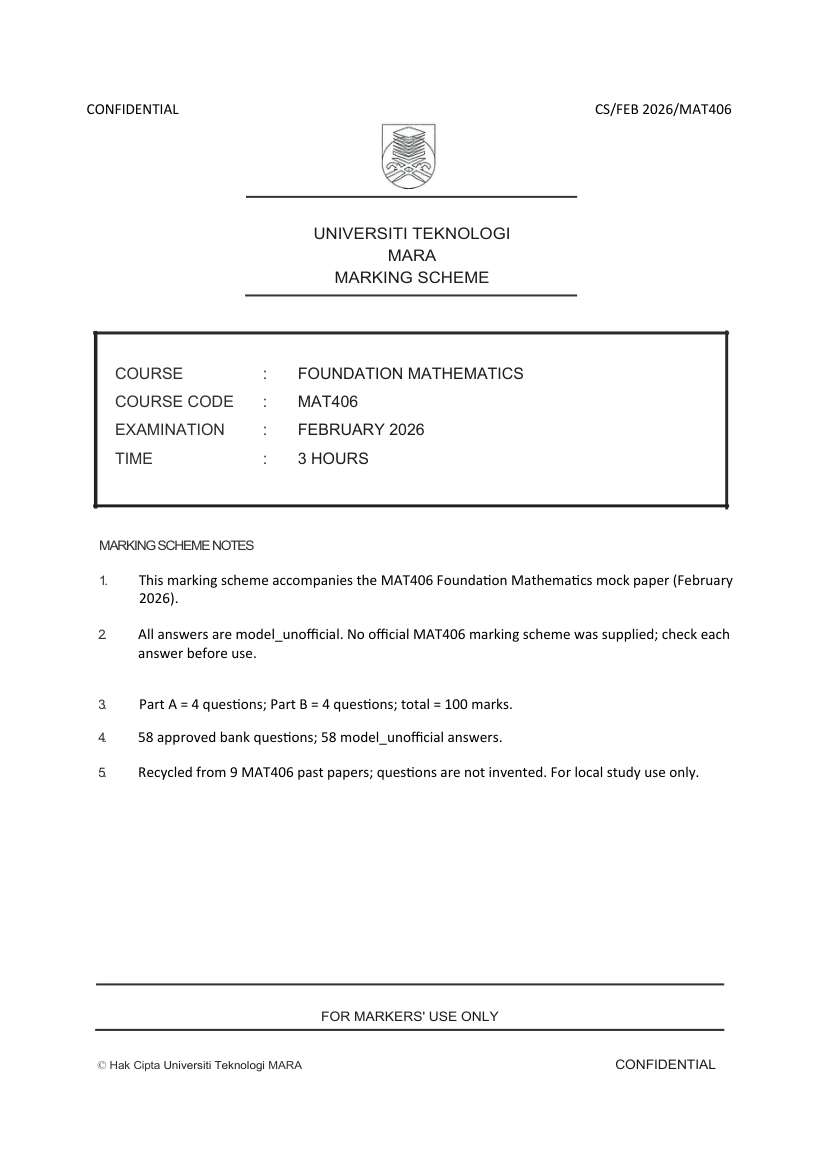 CONFIDENTIAL CS/FEB 2026/MAT406
UNIVERSITI TEKNOLOGI
MARA
MARKING SCHEME
COURSE : FOUNDATION MATHEMATICS
COURSE CODE : MAT406
EXAMINATION : FEBRUARY 2026
TIME : 3 HOURS
MARKING SCHEME NOTES
1. This marking scheme accompanies the MAT406 Foundation Mathematics mock paper (February
2026).
2. All answers are model_unofficial. No official MAT406 marking scheme was supplied; check each
answer before use.
3. Part A = 4 questions; Part B = 4 questions; total = 100 marks.
4. 58 approved bank questions; 58 model_unofficial answers.
5. Recycled from 9 MAT406 past papers; questions are not invented. For local study use only.
FOR MARKERS' USE ONLY
© Hak Cipta Universiti Teknologi MARA CONFIDENTIAL